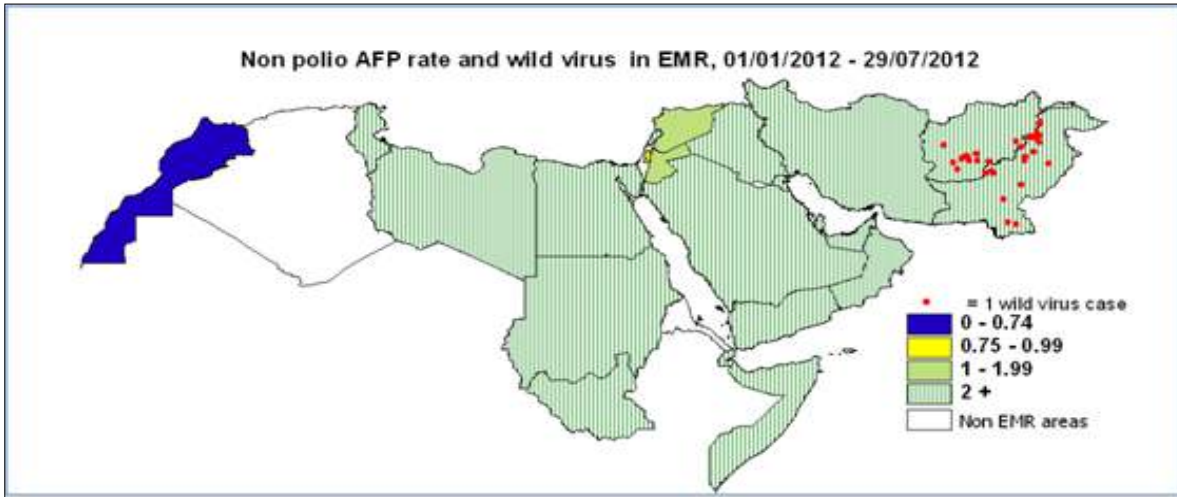 Non polio AFP rate and wild virus in EMR, 01/01/2012 - 29/07/2012
= 1 wild virus case
0 - 0.74
0.75 - 0.99
1 - 1.99
2 +
Non EMR areas